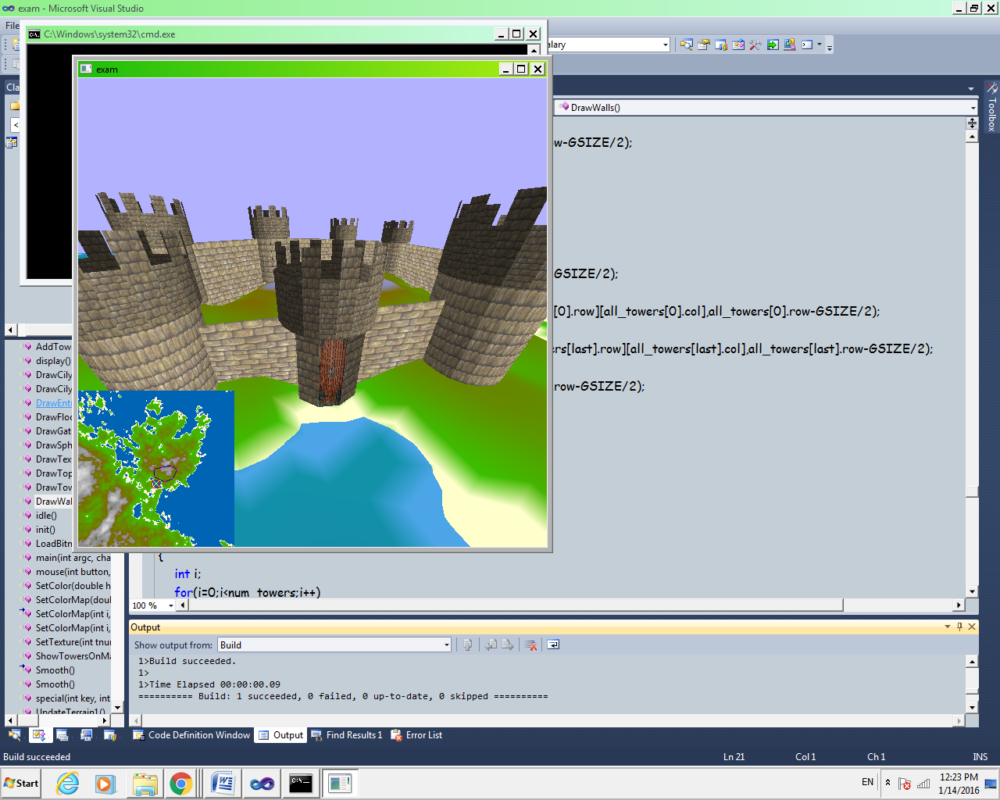 exam - Microsoft Visual Studio
File
C:\Windows\system32\cmd.exe
alary
exam
Cla
Toolbox
DrawWalls()
<
w-GSIZE/2);
GSIZE/2);
[0].row][all_towers[0].col],all_towers[0].row-GSIZE/2);
ers[last].row][all_towers[last].col],all_towers[last].row-GSIZE/2);
row-GSIZE/2);
AddTow
display()
DrawCily
DrawCily
DrawEnt
DrawFloo
DrawGat
DrawSph
DrawTex
DrawTop
DrawTow
DrawWal
idle()
init()
LoadBitn
main(int argc, cha
mouse(int button,
SetColor(double h
SetColorMap(doul
SetColorMap(int i,
SetColorMap(int i,
SetTexture(int tnur
ShowTowersOnMa
Smooth()
Smooth()
special(int key, int
UpdateTerrain1()
{
int i;
for(i=0;i<num_towers;i++)
100 %
Output
Show output from: Build
1>Build succeeded.
1>
1>Time Elapsed 00:00:00.09
========== Build: 1 succeeded, 0 failed, 0 up-to-date, 0 skipped ==========
Code Definition Window Output Find Results 1 Error List
Build succeeded Ln 21 Col 1 Ch 1 INS
Start EN 12:23 PM
1/14/2016